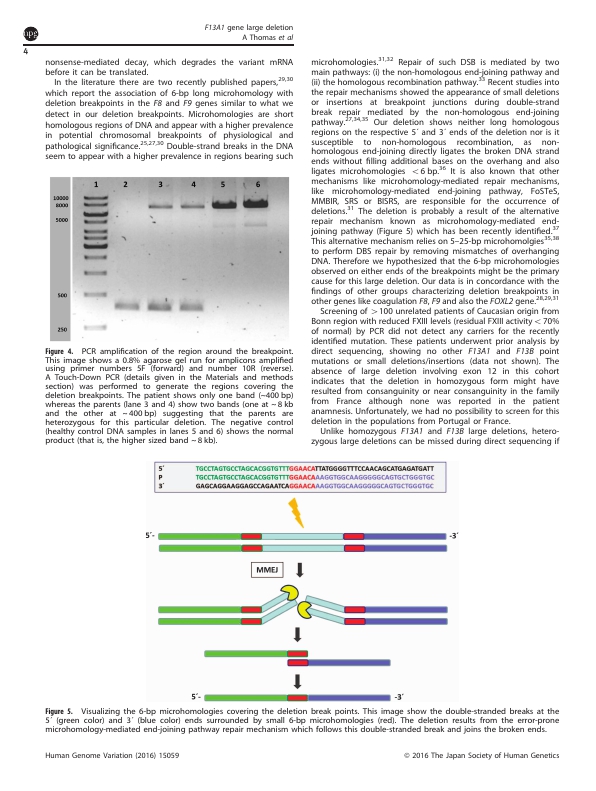 F13A1 gene large deletion
A Thomas et al
npg
4
nonsense-mediated decay, which degrades the variant mRNA
before it can be translated.
In the literature there are two recently published papers,29,30
which report the association of 6-bp long microhomology with
deletion breakpoints in the F8 and F9 genes similar to what we
detect in our deletion breakpoints. Microhomologies are short
homologous regions of DNA and appear with a higher prevalence
in potential chromosomal breakpoints of physiological and
pathological significance.25,27,30 Double-strand breaks in the DNA
seem to appear with a higher prevalence in regions bearing such
1 2 3 4 5 6
10000
8000
5000
500
250
Figure 4. PCR amplification of the region around the breakpoint.
This image shows a 0.8% agarose gel run for amplicons amplified
using primer numbers 5F (forward) and number 10R (reverse).
A Touch-Down PCR (details given in the Materials and methods
section) was performed to generate the regions covering the
deletion breakpoints. The patient shows only one band (~400 bp)
whereas the parents (lane 3 and 4) show two bands (one at ~8 kb
and the other at ~400 bp) suggesting that the parents are
heterozygous for this particular deletion. The negative control
(healthy control DNA samples in lanes 5 and 6) shows the normal
product (that is, the higher sized band ~8 kb).
microhomologies.31,32 Repair of such DSB is mediated by two
main pathways: (i) the non-homologous end-joining pathway and
(ii) the homologous recombination pathway.33 Recent studies into
the repair mechanisms showed the appearance of small deletions
or insertions at breakpoint junctions during double-strand
break repair mediated by the non-homologous end-joining
pathway.27,34,35 Our deletion shows neither long homologous
regions on the respective 5′ and 3′ ends of the deletion nor is it
susceptible to non-homologous recombination, as non-
homologous end-joining directly ligates the broken DNA strand
ends without filling additional bases on the overhang and also
ligates microhomologies <6 bp.36 It is also known that other
mechanisms like microhomology-mediated repair mechanisms,
like microhomology-mediated end-joining pathway, FoSTeS,
MMBIR, SRS or BISRS, are responsible for the occurrence of
deletions.31 The deletion is probably a result of the alternative
repair mechanism known as microhomology-mediated end-
joining pathway (Figure 5) which has been recently identified.37
This alternative mechanism relies on 5–25-bp microhomolgies35,38
to perform DBS repair by removing mismatches of overhanging
DNA. Therefore we hypothesized that the 6-bp microhomologies
observed on either ends of the breakpoints might be the primary
cause for this large deletion. Our data is in concordance with the
findings of other groups characterizing deletion breakpoints in
other genes like coagulation F8, F9 and also the FOXL2 gene.28,29,31
Screening of >100 unrelated patients of Caucasian origin from
Bonn region with reduced FXIII levels (residual FXIII activity <70%
of normal) by PCR did not detect any carriers for the recently
identified mutation. These patients underwent prior analysis by
direct sequencing, showing no other F13A1 and F13B point
mutations or small deletions/insertions (data not shown). The
absence of large deletion involving exon 12 in this cohort
indicates that the deletion in homozygous form might have
resulted from consanguinity or near consanguinity in the family
from France although none was reported in the patient
anamnesis. Unfortunately, we had no possibility to screen for this
deletion in the populations from Portugal or France.
Unlike homozygous F13A1 and F13B large deletions, hetero-
zygous large deletions can be missed during direct sequencing if
5′ TGCCTAGTGCCTAGCACGGTGTTTGGAACATTATGGGGTTTCCAACAGCATGAGATGATT
P TGCCTAGTGCCTAGCACGGTGTTTGGAACAAAGGTGGCAAGGGGGCAGTGCTGGGTGC
3′ GAGCAGGAAGGAGCCAGAATCAGGAACAAAGGTGGCAAGGGGGCAGTGCTGGGTGC
5′- -3′
MMEJ
5′- -3′
Figure 5. Visualizing the 6-bp microhomologies covering the deletion break points. This image show the double-stranded breaks at the
5′ (green color) and 3′ (blue color) ends surrounded by small 6-bp microhomologies (red). The deletion results from the error-prone
microhomology-mediated end-joining pathway repair mechanism which follows this double-stranded break and joins the broken ends.
Human Genome Variation (2016) 15059
© 2016 The Japan Society of Human Genetics